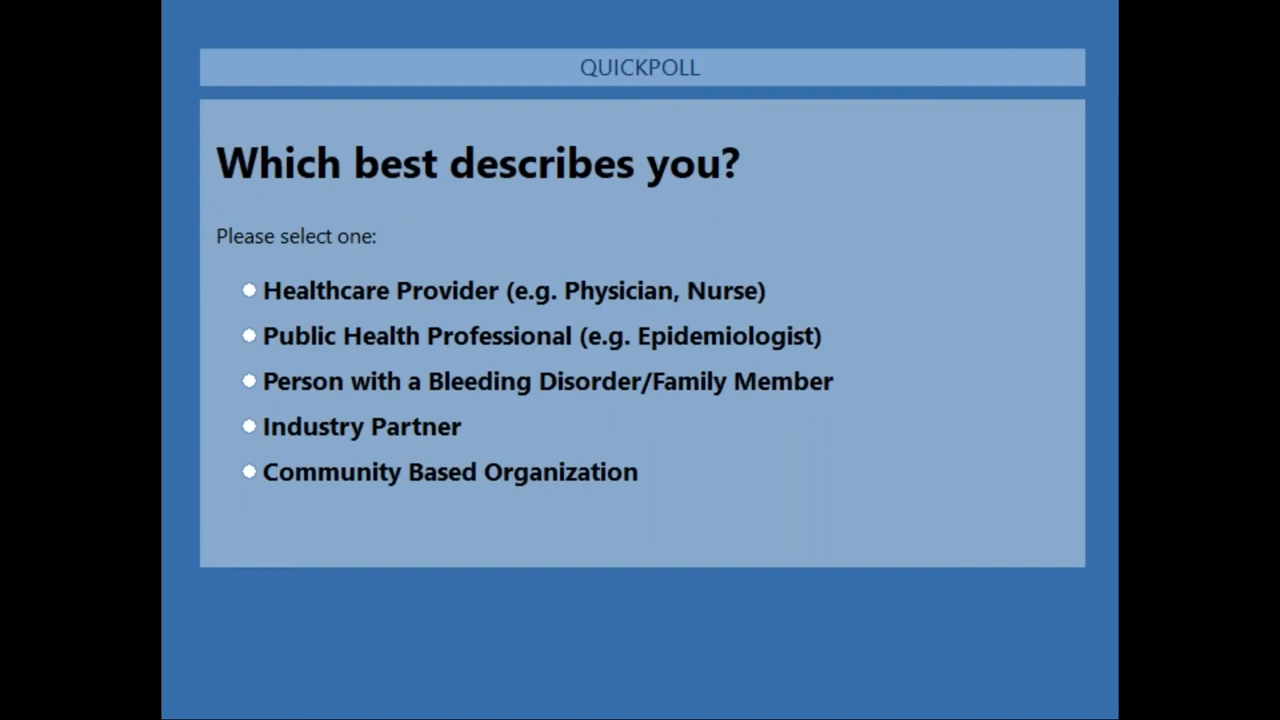 QUICKPOLL
Which best describes you?
Please select one:
Healthcare Provider (e.g. Physician, Nurse)
Public Health Professional (e.g. Epidemiologist)
Person with a Bleeding Disorder/Family Member
Industry Partner
Community Based Organization